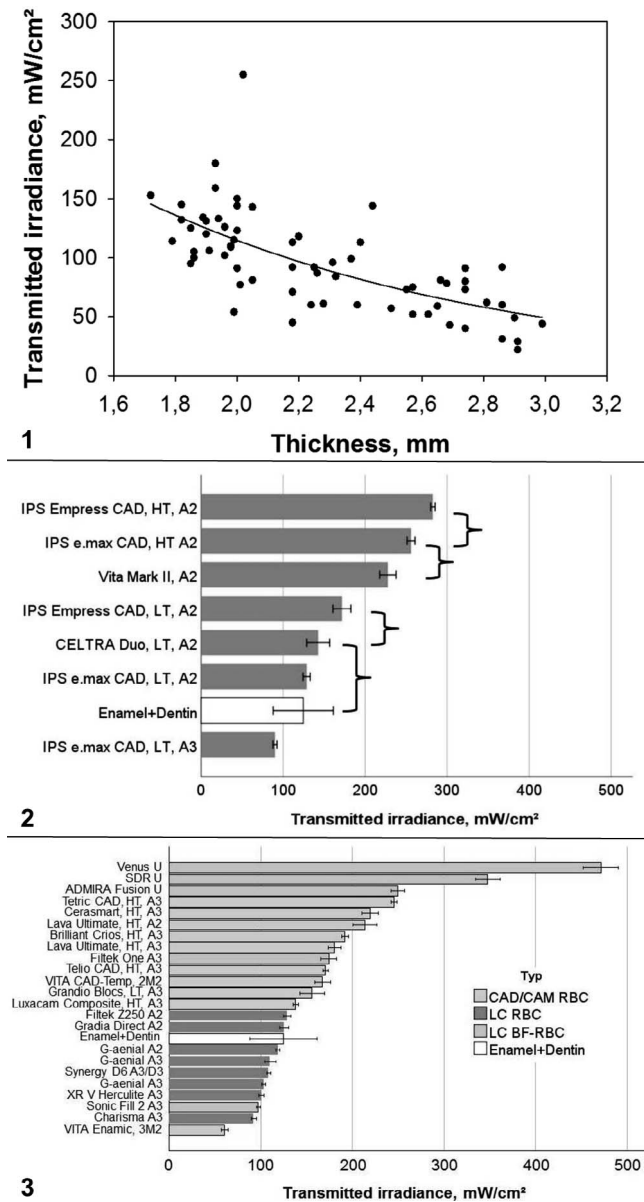 300
250
200
150
100
50
0
Transmitted irradiance, mW/cm²
1,6 1,8 2,0 2,2 2,4 2,6 2,8 3,0 3,2
Thickness, mm
1
IPS Empress CAD, HT, A2
IPS e.max CAD, HT A2
Vita Mark II, A2
IPS Empress CAD, LT, A2
CELTRA Duo, LT, A2
IPS e.max CAD, LT, A2
Enamel+Dentin
IPS e.max CAD, LT, A3
0 100 200 300 400 500
Transmitted irradiance, mW/cm²
2
Venus U
SDR U
ADMIRA Fusion U
Tetric CAD, HT, A3
Cerasmart, HT, A3
Lava Ultimate, HT, A2
Brilliant Crios, HT, A3
Lava Ultimate, HT, A3
Filtek One A3
Telio CAD, HT, A3
VITA CAD-Temp, 2M2
Grandio Blocs, LT, A3
Luxacam Composite, HT, A3
Filtek Z250 A2
Gradia Direct A2
Enamel+Dentin
G-aenial A2
G-aenial A3
Synergy D6 A3/D3
G-aenial A3
XR V Herculite A3
Sonic Fill 2 A3
Charisma A3
VITA Enamic, 3M2
Typ
CAD/CAM RBC
LC RBC
LC BF-RBC
Enamel+Dentin
0 100 200 300 400 500
Transmitted irradiance, mW/cm²
3